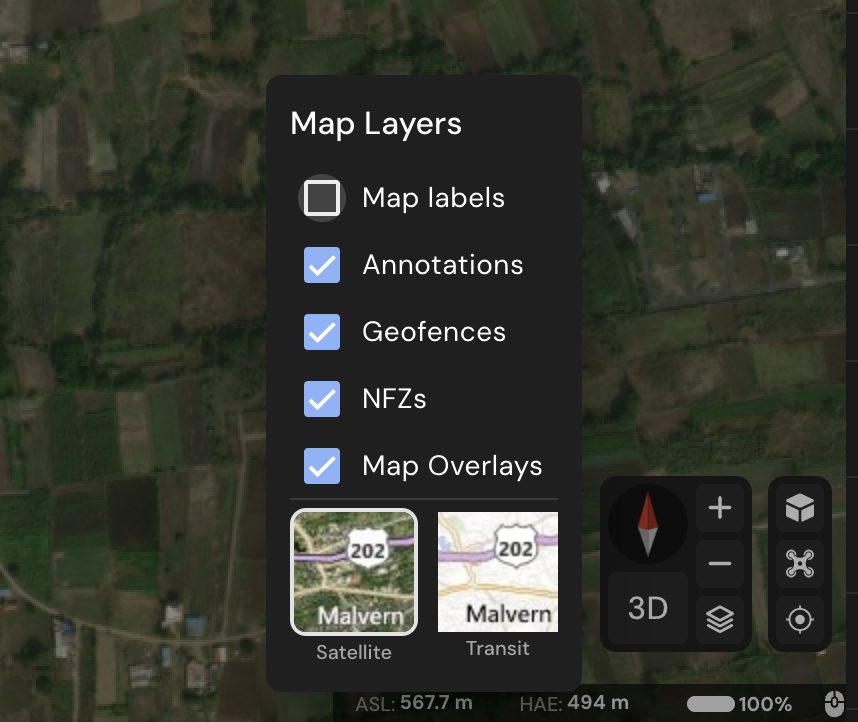 Map Layers
Map labels
Annotations
Geofences
NFZs
Map Overlays
202 202
Malvern Malvern
Satellite Transit
3D
ASL: 567.7 m HAE: 494 m 100%